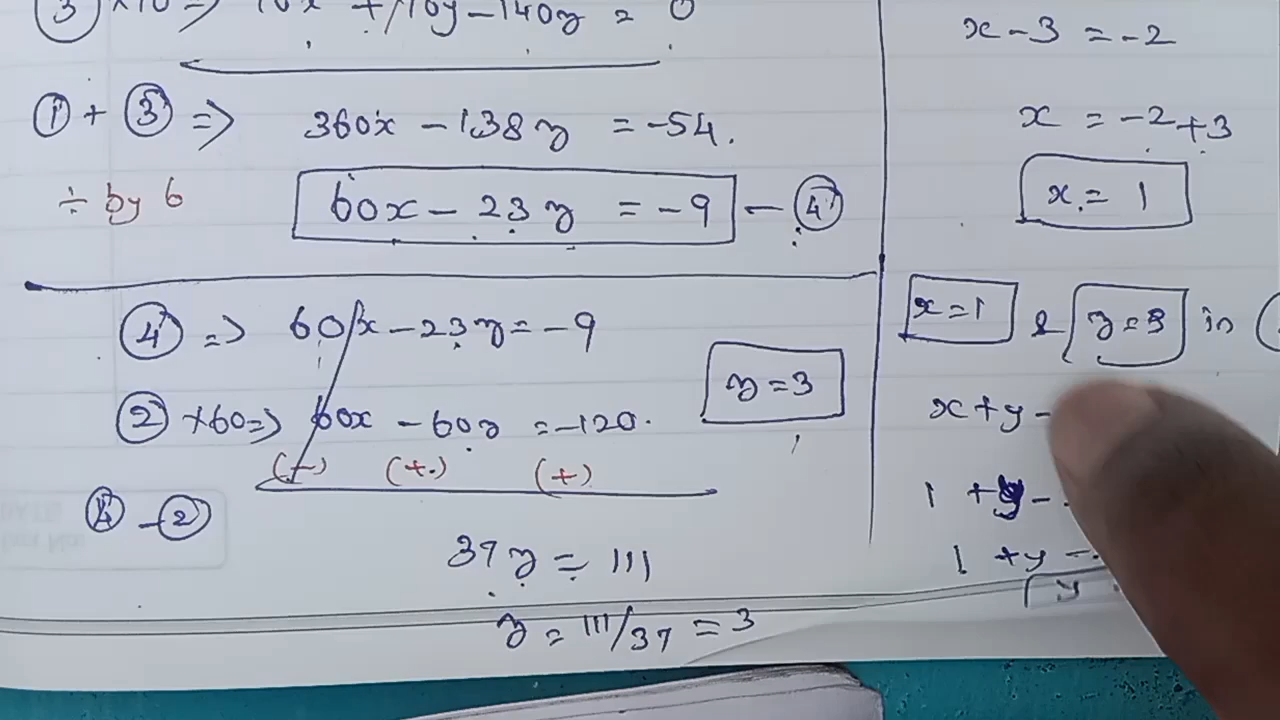 ③ ×10 => 10x + 10y - 140z = 0
① + ③ => 360x - 138z = -54.
÷ by 6 60x - 23z = -9 - ④
④ => 60x - 23z = -9
② ×60 => 60x - 60z = -120.
z = 3
(-) (+) (+)
④ - ②
37z = 111
z = 111/37 = 3
x - 3 = -2
x = -2 + 3
x = 1
x = 1 & z = 3 in
x + y -
1 + y -
1 + y -
y